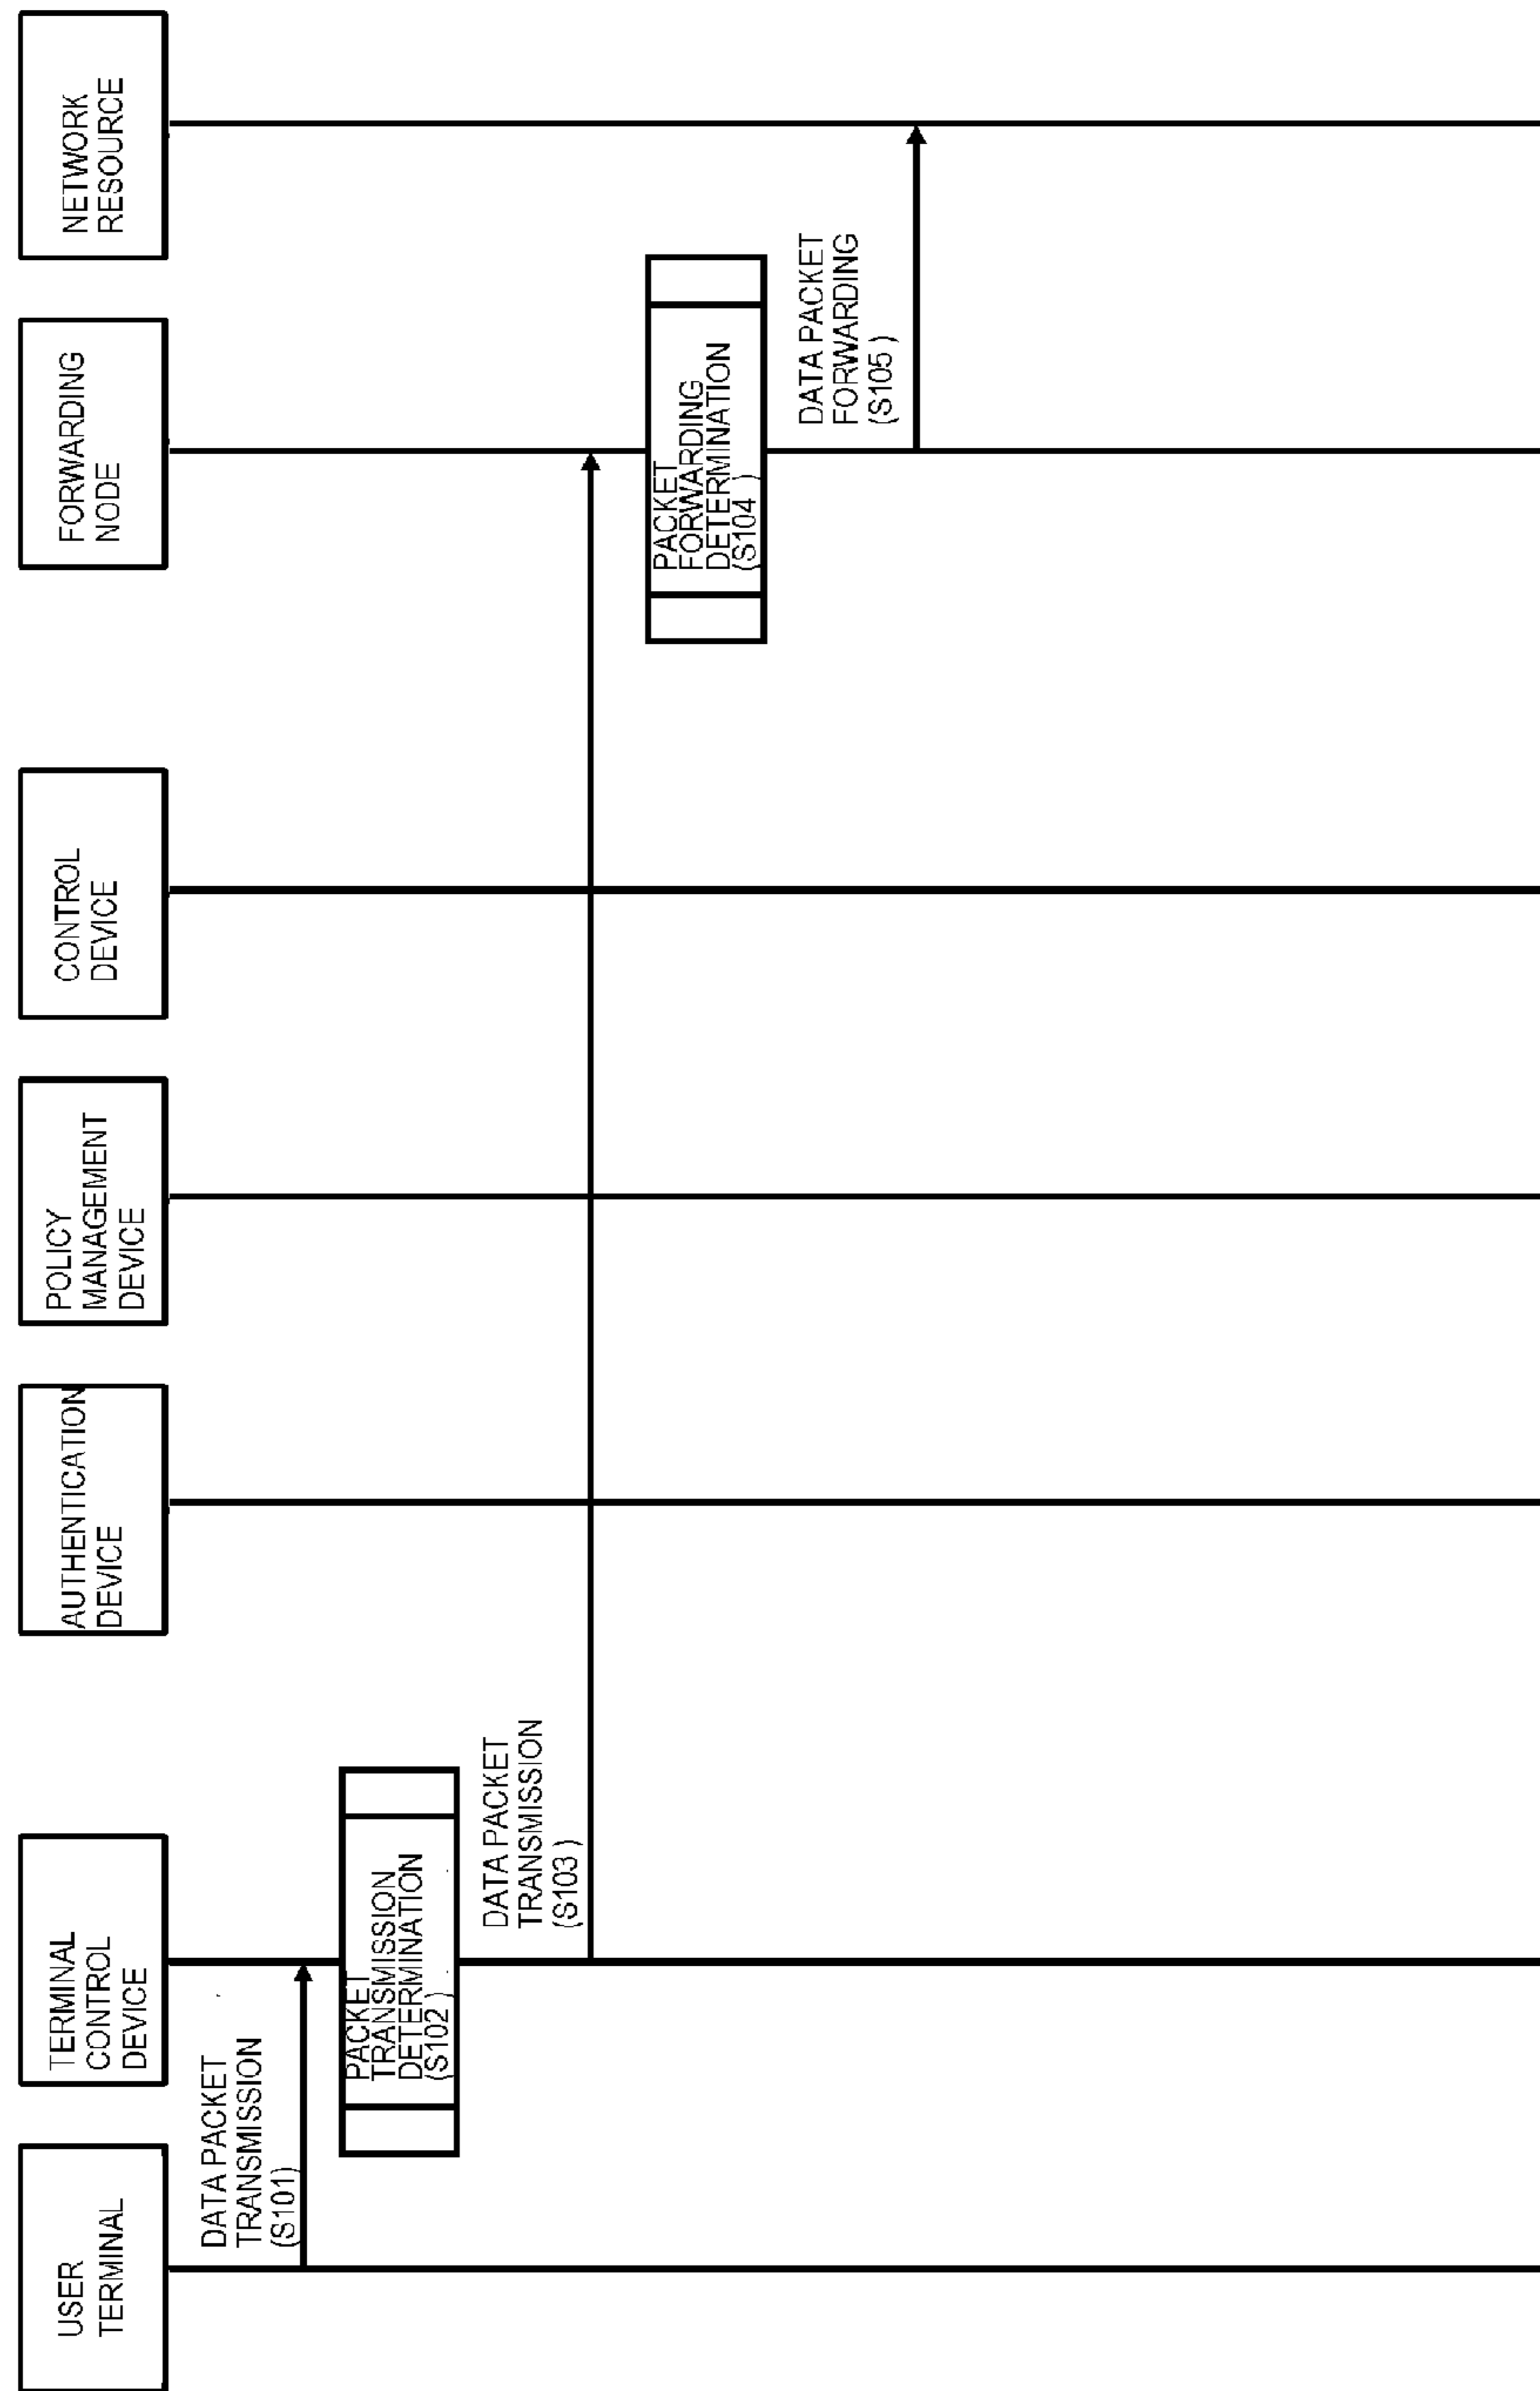 USER
TERMINAL
TERMINAL
CONTROL
DEVICE
AUTHENTICATION
DEVICE
POLICY
MANAGEMENT
DEVICE
CONTROL
DEVICE
FORWARDING
NODE
NETWORK
RESOURCE
DATA PACKET
TRANSMISSION
(S101)
PACKET
TRANSMISSION
DETERMINATION
(S102 )
DATA PACKET
TRANSMISSION
(S103 )
PACKET
FORWARDING
DETERMINATION
(S104 )
DATA PACKET
FORWARDING
(S105 )